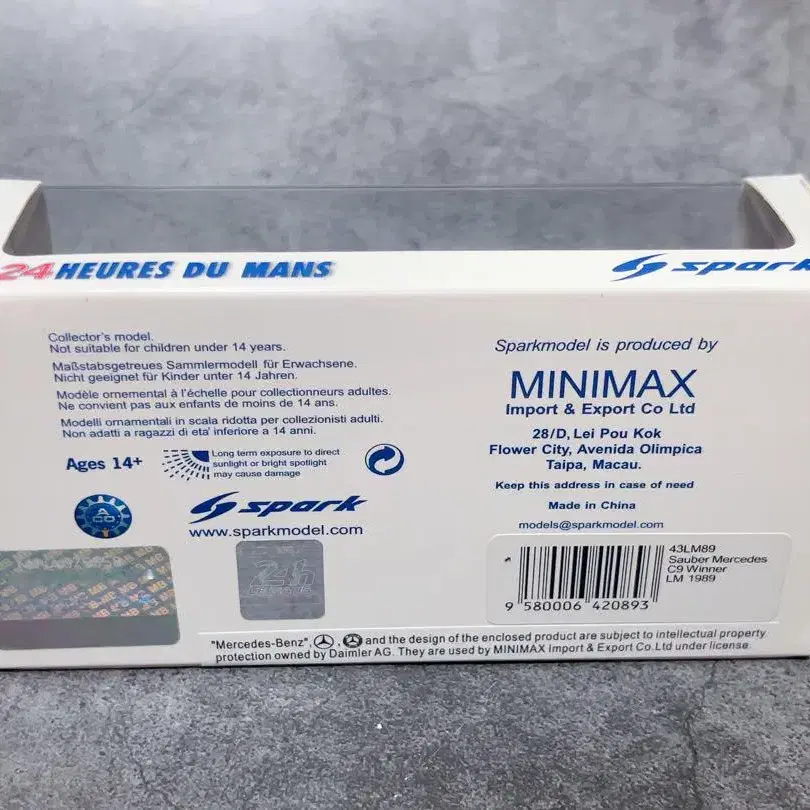 24 HEURES DU MANS
spark
Collector's model.
Not suitable for children under 14 years.
Maßstabsgetreues Sammlermodell für Erwachsene.
Nicht geeignet für Kinder unter 14 Jahren.
Modèle ornemental à l'échelle pour collectionneurs adultes.
Ne convient pas aux enfants de moins de 14 ans.
Modelli ornamentali in scala ridotta per collezionisti adulti.
Non adatti a ragazzi di eta' inferiore a 14 anni.
Ages 14+
Long term exposure to direct
sunlight or bright spotlight
may cause damage
ACO
spark
www.sparkmodel.com
24h
LE MANS
Sparkmodel is produced by
MINIMAX
Import & Export Co Ltd
28/D, Lei Pou Kok
Flower City, Avenida Olimpica
Taipa, Macau.
Keep this address in case of need
Made in China
models@sparkmodel.com
43LM89
Sauber Mercedes
C9 Winner
LM 1989
9 580006 420893
"Mercedes-Benz", , and the design of the enclosed product are subject to intellectual property
protection owned by Daimler AG. They are used by MINIMAX Import & Export Co.Ltd under license.